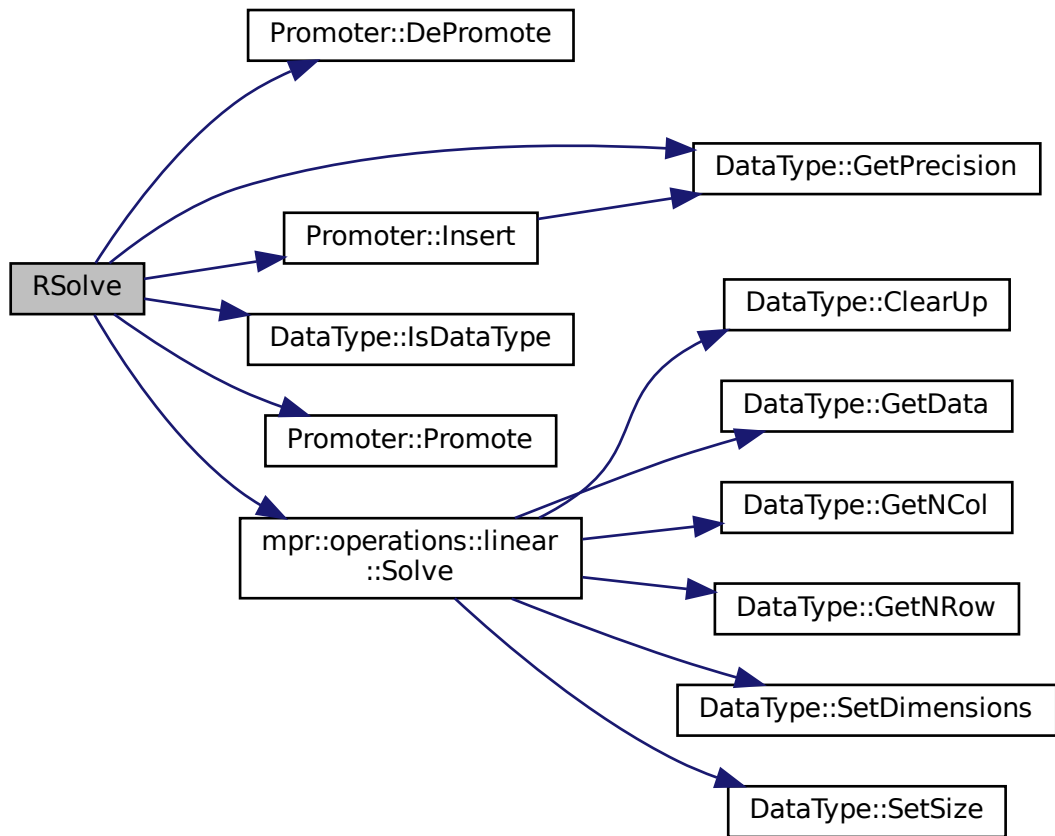 Promoter::DePromote
DataType::GetPrecision
Promoter::Insert
RSolve
DataType::ClearUp
DataType::IsDataType
DataType::GetData
Promoter::Promote
DataType::GetNCol
mpr::operations::linear
::Solve
DataType::GetNRow
DataType::SetDimensions
DataType::SetSize